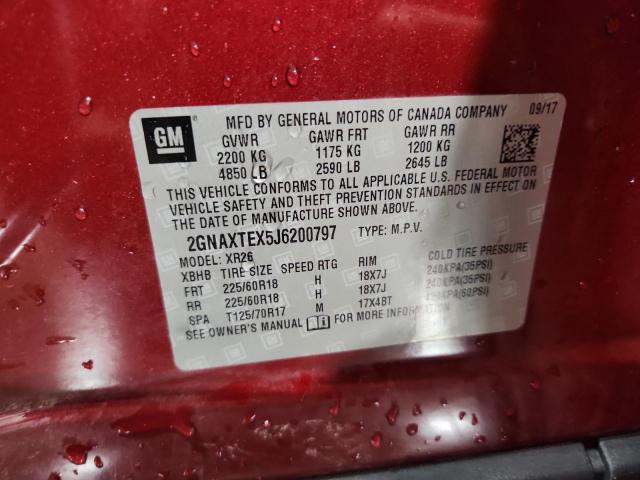 GM
MFD BY GENERAL MOTORS OF CANADA COMPANY 09/17
GVWR GAWR FRT GAWR RR
2200 KG 1175 KG 1200 KG
4850 LB 2590 LB 2645 LB
THIS VEHICLE CONFORMS TO ALL APPLICABLE U.S. FEDERAL MOTOR
VEHICLE SAFETY AND THEFT PREVENTION STANDARDS IN EFFECT ON
THE DATE OF MANUFACTURE SHOWN ABOVE.
2GNAXTEX5J6200797 TYPE: M.P.V.
MODEL: XR26
XBHB TIRE SIZE SPEED RTG RIM COLD TIRE PRESSURE
FRT 225/60R18 H 18X7J 240KPA(35PSI)
RR 225/60R18 H 18X7J 240KPA(35PSI)
SPA T125/70R17 M 17X4BT 420KPA(60PSI)
SEE OWNER'S MANUAL FOR MORE INFORMATION